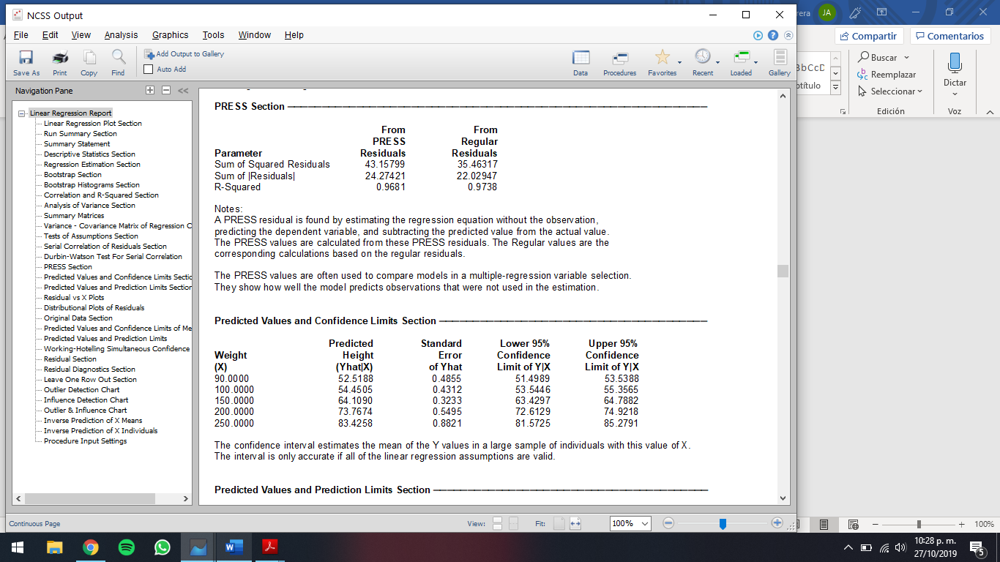 NCSS Output
rera JA
File Edit View Analysis Graphics Tools Window Help
Compartir Comentarios
Save As Print Copy Find
Add Output to Gallery
Auto Add
Data Procedures Favorites Recent Loaded Gallery
Buscar
Reemplazar
Seleccionar
Edición
Dictar
Voz
BbCcD
btítulo
Navigation Pane <<
Linear Regression Report
Linear Regression Plot Section
Run Summary Section
Summary Statement
Descriptive Statistics Section
Regression Estimation Section
Bootstrap Section
Bootstrap Histograms Section
Correlation and R-Squared Section
Analysis of Variance Section
Summary Matrices
Variance - Covariance Matrix of Regression C
Tests of Assumptions Section
Serial Correlation of Residuals Section
Durbin-Watson Test For Serial Correlation
PRESS Section
Predicted Values and Confidence Limits Sectio
Predicted Values and Prediction Limits Section
Residual vs X Plots
Distributional Plots of Residuals
Original Data Section
Predicted Values and Confidence Limits of Me
Predicted Values and Prediction Limits
Working-Hotelling Simultaneous Confidence
Residual Section
Residual Diagnostics Section
Leave One Row Out Section
Outlier Detection Chart
Influence Detection Chart
Outlier & Influence Chart
Inverse Prediction of X Means
Inverse Prediction of X Individuals
Procedure Input Settings
PRESS Section
From From
PRESS Regular
Parameter Residuals Residuals
Sum of Squared Residuals 43.15799 35.46317
Sum of |Residuals| 24.27421 22.02947
R-Squared 0.9681 0.9738
Notes:
A PRESS residual is found by estimating the regression equation without the observation,
predicting the dependent variable, and subtracting the predicted value from the actual value.
The PRESS values are calculated from these PRESS residuals. The Regular values are the
corresponding calculations based on the regular residuals.
The PRESS values are often used to compare models in a multiple-regression variable selection.
They show how well the model predicts observations that were not used in the estimation.
Predicted Values and Confidence Limits Section
Predicted Standard Lower 95% Upper 95%
Weight Height Error Confidence Confidence
(X) (Yhat|X) of Yhat Limit of Y|X Limit of Y|X
90.0000 52.5188 0.4855 51.4989 53.5388
100.0000 54.4505 0.4312 53.5446 55.3565
150.0000 64.1090 0.3233 63.4297 64.7882
200.0000 73.7674 0.5495 72.6129 74.9218
250.0000 83.4258 0.8821 81.5725 85.2791
The confidence interval estimates the mean of the Y values in a large sample of individuals with this value of X.
The interval is only accurate if all of the linear regression assumptions are valid.
Predicted Values and Prediction Limits Section
Continuous Page View: Fit: 100%
100%
10:28 p. m.
27/10/2019
5